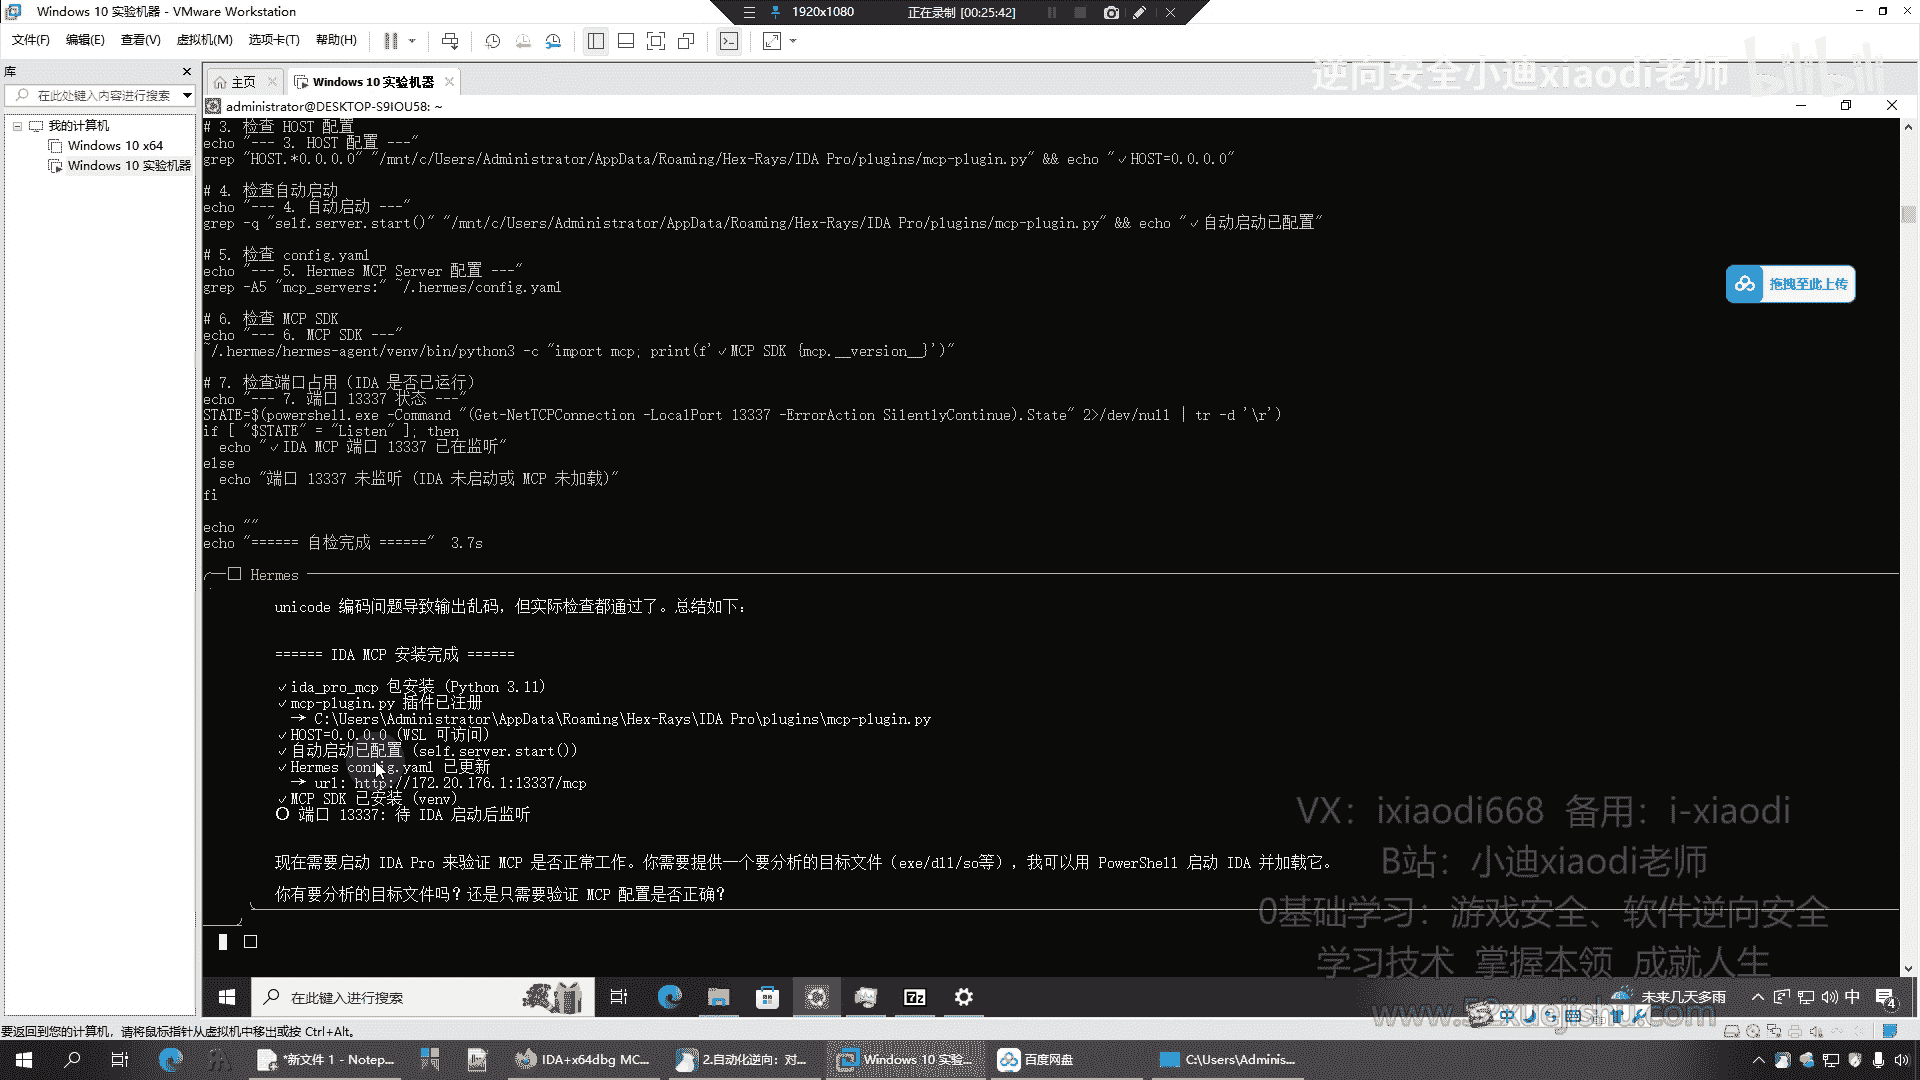 Windows 10 实验机器 - VMware Workstation
1920x1080
正在录制 [00:25:42]
文件(F) 编辑(E) 查看(V) 虚拟机(M) 选项卡(T) 帮助(H)
逆向安全小迪xiaodi老师 bilibili
库
主页
Windows 10 实验机器
在此处键入内容进行搜索
administrator@DESKTOP-S9IOU58: ~
我的计算机
Windows 10 x64
Windows 10 实验机器
# 3. 检查 HOST 配置
echo "--- 3. HOST 配置 ---"
grep "HOST.*0.0.0.0" "/mnt/c/Users/Administrator/AppData/Roaming/Hex-Rays/IDA Pro/plugins/mcp-plugin.py" && echo "✓HOST=0.0.0.0"
# 4. 检查自动启动
echo "--- 4. 自动启动 ---"
grep -q "self.server.start()" "/mnt/c/Users/Administrator/AppData/Roaming/Hex-Rays/IDA Pro/plugins/mcp-plugin.py" && echo "✓自动启动已配置"
# 5. 检查 config.yaml
echo "--- 5. Hermes MCP Server 配置 ---"
grep -A5 "mcp_servers:" ~/.hermes/config.yaml
拖拽至此上传
# 6. 检查 MCP SDK
echo "--- 6. MCP SDK ---"
~/.hermes/hermes-agent/venv/bin/python3 -c "import mcp; print(f'✓MCP SDK {mcp.__version__}')"
# 7. 检查端口占用 (IDA 是否已运行)
echo "--- 7. 端口 13337 状态 ---"
STATE=$(powershell.exe -Command "(Get-NetTCPConnection -LocalPort 13337 -ErrorAction SilentlyContinue).State" 2>/dev/null | tr -d '\r')
if [ "$STATE" = "Listen" ]; then
echo "✓IDA MCP 端口 13337 已在监听"
else
echo "端口 13337 未监听 (IDA 未启动或 MCP 未加载)"
fi
echo ""
echo "====== 自检完成 ======" 3.7s
Hermes
unicode 编码问题导致输出乱码，但实际检查都通过了。总结如下：
====== IDA MCP 安装完成 ======
✓ida_pro_mcp 包安装 (Python 3.11)
✓mcp-plugin.py 插件已注册
→ C:\Users\Administrator\AppData\Roaming\Hex-Rays\IDA Pro\plugins\mcp-plugin.py
✓HOST=0.0.0.0 (WSL 可访问)
✓自动启动已配置 (self.server.start())
✓Hermes config.yaml 已更新
→ url: http://172.20.176.1:13337/mcp
✓MCP SDK 已安装 (venv)
○ 端口 13337: 待 IDA 启动后监听
现在需要启动 IDA Pro 来验证 MCP 是否正常工作。你需要提供一个要分析的目标文件（exe/dll/so等），我可以用 PowerShell 启动 IDA 并加载它。
你有要分析的目标文件吗？还是只需要验证 MCP 配置是否正确？
VX：ixiaodi668 备用：i-xiaodi
B站：小迪xiaodi老师
0基础学习：游戏安全、软件逆向安全
学习技术 掌握本领 成就人生
www.52xuejishu.com
在此键入进行搜索
7z
未来几天多雨
中
4
要返回到您的计算机，请将鼠标指针从虚拟机中移出或按 Ctrl+Alt。
*新文件 1 - Notep...
IDA+x64dbg MC...
2.自动化逆向：对...
Windows 10 实验...
百度网盘
C:\Users\Adminis...